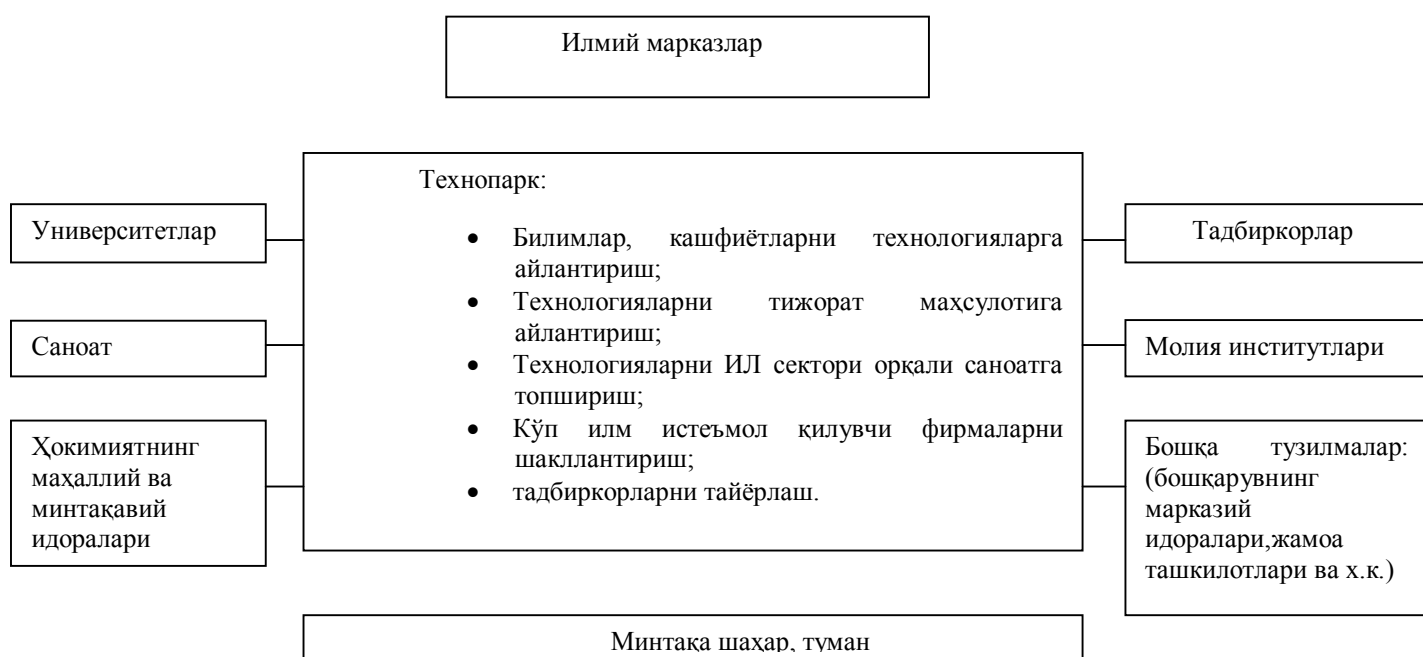 Илмий марказлар
Технопарк:
• Билимлар, кашфиётларни технологияларга
айлантириш;
• Технологияларни тижорат маҳсулотига
айлантириш;
• Технологияларни ИЛ сектори орқали саноатга
топшириш;
• Кўп илм истеъмол қилувчи фирмаларни
шакллантириш;
• тадбиркорларни тайёрлаш.
Университетлар
Саноат
Ҳокимиятнинг
маҳаллий ва
минтақавий
идоралари
Тадбиркорлар
Молия институтлари
Бошқа тузилмалар:
(бошқарувнинг
марказий
идоралари,жамоа
ташкилотлари ва х.к.)
Минтақа шаҳар, туман